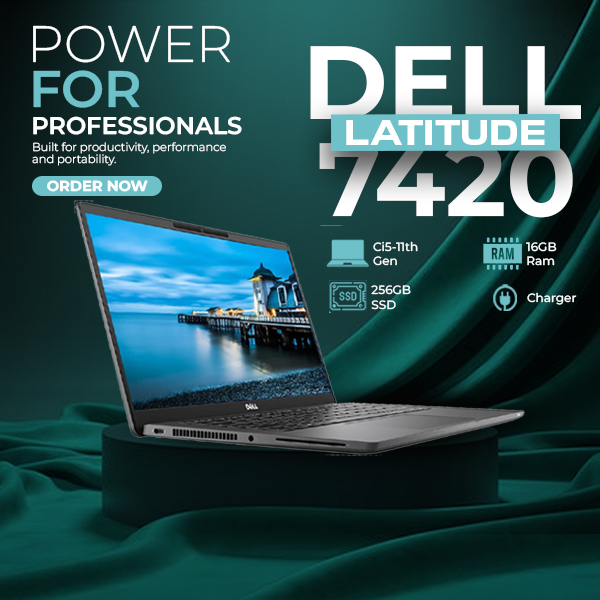 POWER
FOR
PROFESSIONALS
Built for productivity, performance
and portability.
ORDER NOW
DELL
LATITUDE
7420
Ci5-11th
Gen
RAM
16GB
Ram
SSD
256GB
SSD
Charger
DELL